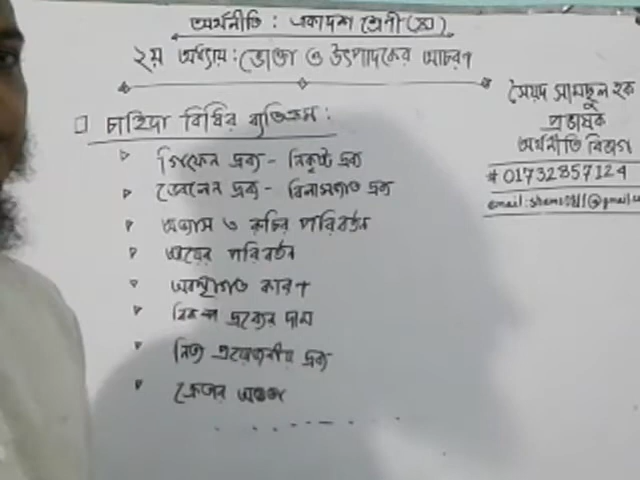 অর্থনীতি : একাদশ শ্রেণী
২য় অধ্যায় : ভোক্তা ও উৎপাদকের আচরণ
সৈয়দ সামছুল হক
প্রভাষক
অর্থনীতি বিভাগ
# 01732857124
চাহিদা বিধির ব্যতিক্রম :
গিফেন দ্রব্য - নিকৃষ্ট দ্রব্য
ভেবলেন দ্রব্য - বিলাসজাত দ্রব্য
অভ্যাস ও রুচির পরিবর্তন
আয়ের পরিবর্তন
অবস্থাগত কারণ
বিকল্প দ্রব্যের দাম
নিত্য প্রয়োজনীয় দ্রব্য
ক্রেতার অজ্ঞতা